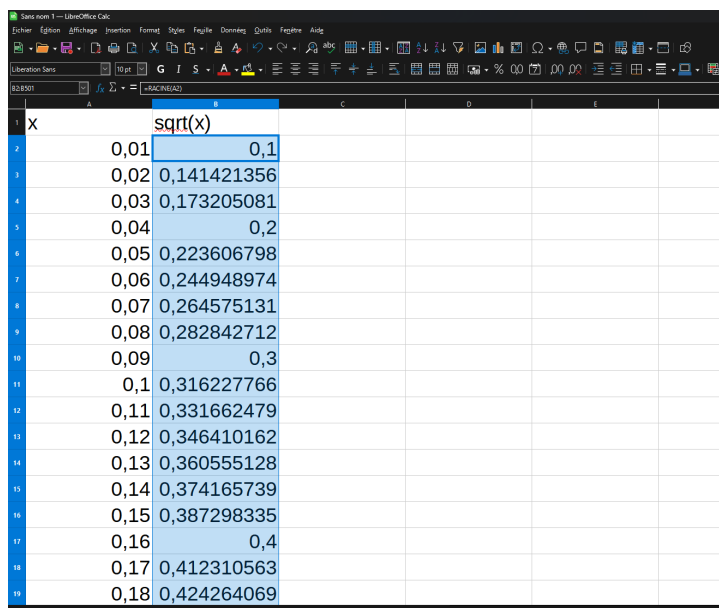 Sans nom 1 — LibreOffice Calc
Fichier Édition Affichage Insertion Format Styles Feuille Données Outils Fenêtre Aide
Liberation Sans 10 pt G I S A
B2:B501 fx Σ = =RACINE(A2)
A B C D E
1 x sqrt(x)
2 0,01 0,1
3 0,02 0,141421356
4 0,03 0,173205081
5 0,04 0,2
6 0,05 0,223606798
7 0,06 0,244948974
8 0,07 0,264575131
9 0,08 0,282842712
10 0,09 0,3
11 0,1 0,316227766
12 0,11 0,331662479
13 0,12 0,346410162
14 0,13 0,360555128
15 0,14 0,374165739
16 0,15 0,387298335
17 0,16 0,4
18 0,17 0,412310563
19 0,18 0,424264069